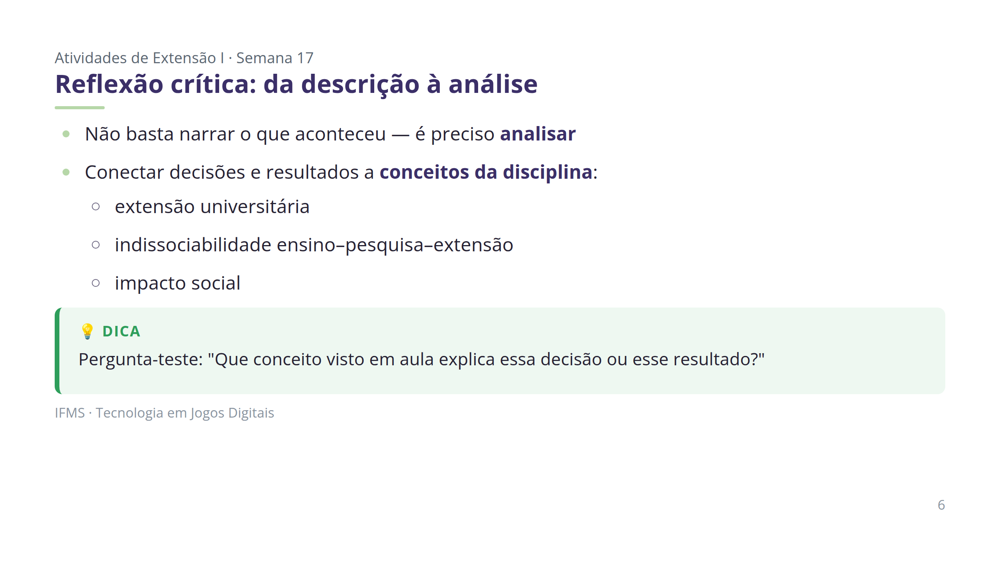 Atividades de Extensão I · Semana 17
Reflexão crítica: da descrição à análise
Não basta narrar o que aconteceu — é preciso analisar
Conectar decisões e resultados a conceitos da disciplina:
extensão universitária
indissociabilidade ensino–pesquisa–extensão
impacto social
💡 DICA
Pergunta-teste: "Que conceito visto em aula explica essa decisão ou esse resultado?"
IFMS · Tecnologia em Jogos Digitais
6